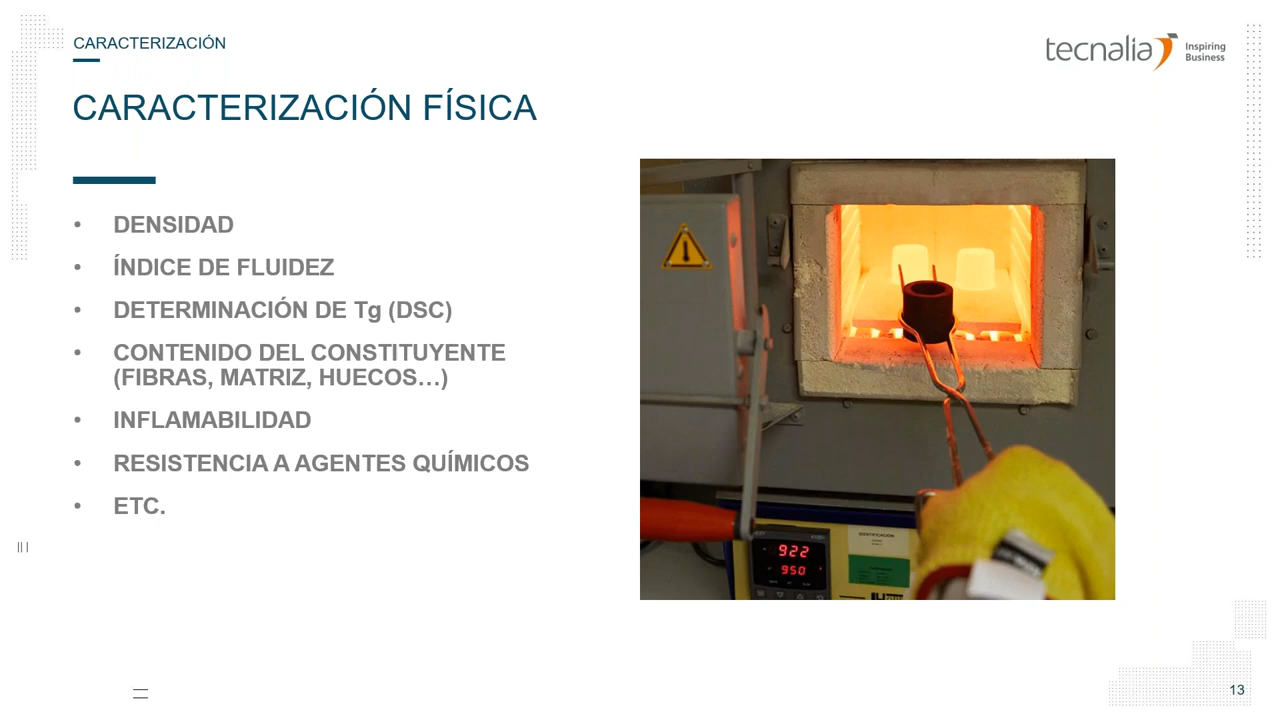 CARACTERIZACIÓN
tecnalia Inspiring
Business
CARACTERIZACIÓN FÍSICA
• DENSIDAD
• ÍNDICE DE FLUIDEZ
• DETERMINACIÓN DE Tg (DSC)
• CONTENIDO DEL CONSTITUYENTE
(FIBRAS, MATRIZ, HUECOS...)
• INFLAMABILIDAD
• RESISTENCIA A AGENTES QUÍMICOS
• ETC.
IDENTIFICACIÓN
922
950
13